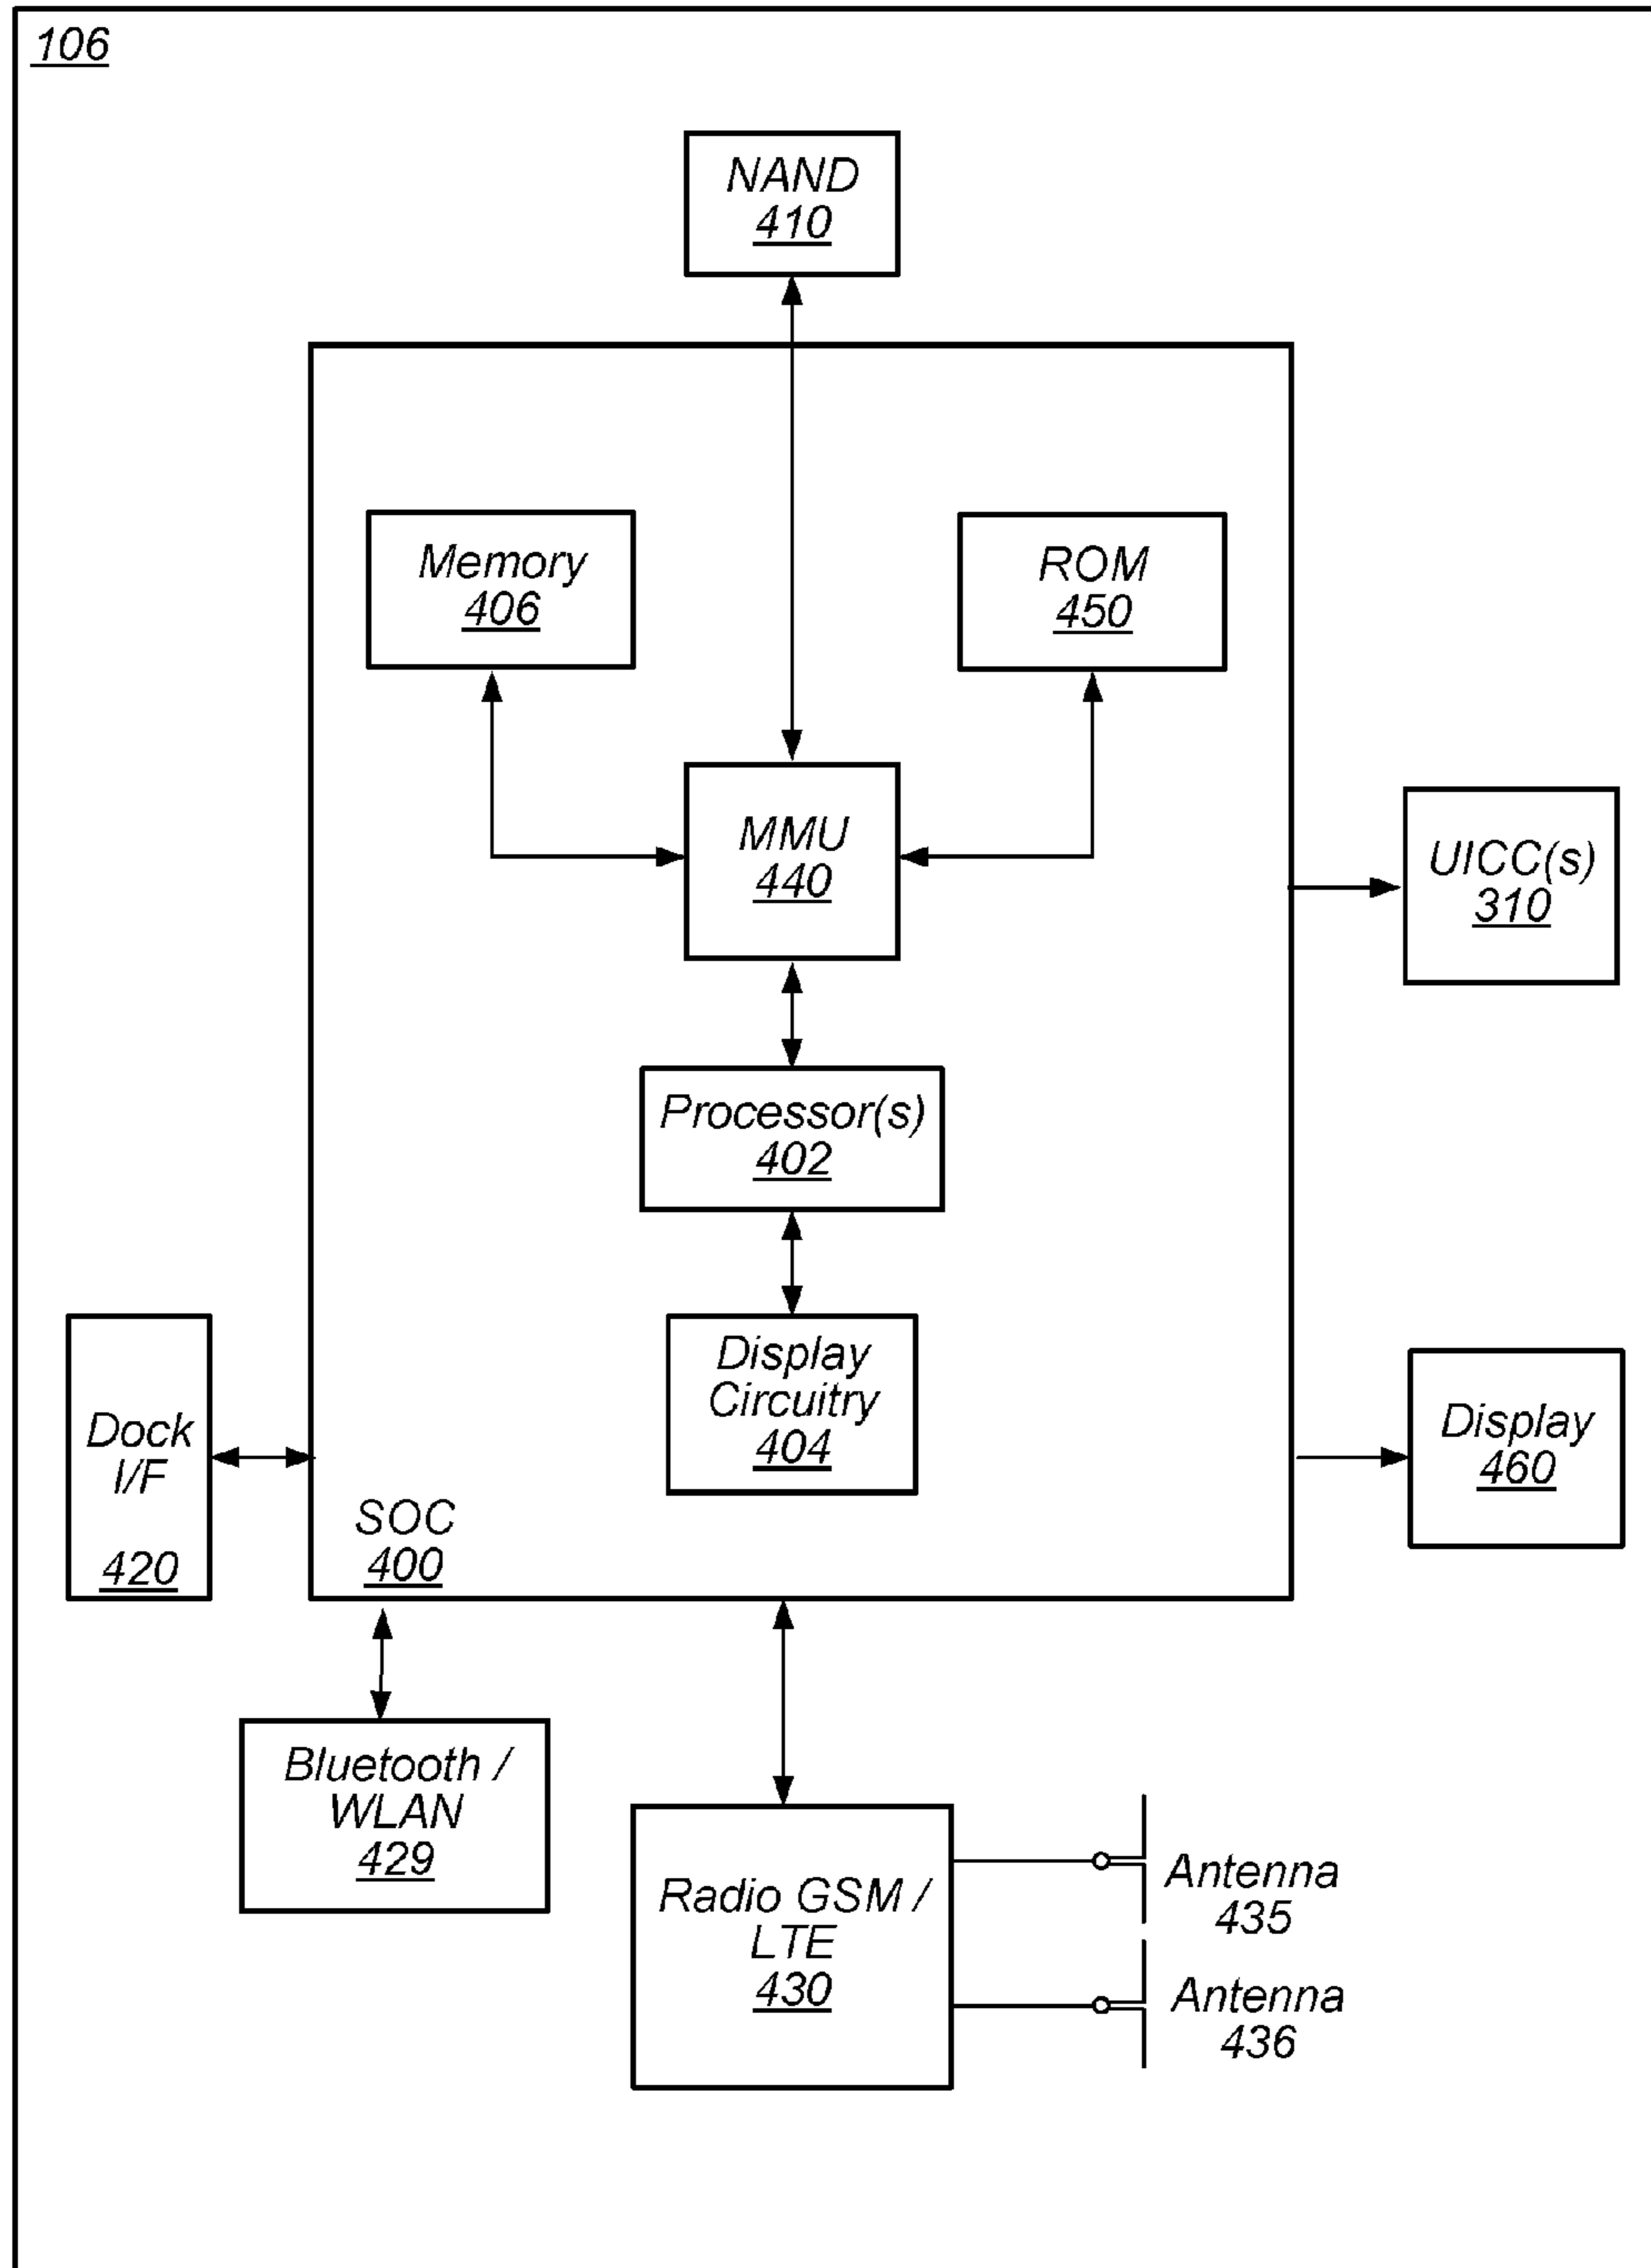 106
NAND
410
Memory
406
ROM
450
MMU
440
UICC(s)
310
Processor(s)
402
Display
Circuitry
404
Dock
I/F
420
Display
460
SOC
400
Bluetooth /
WLAN
429
Radio GSM /
LTE
430
Antenna
435
Antenna
436